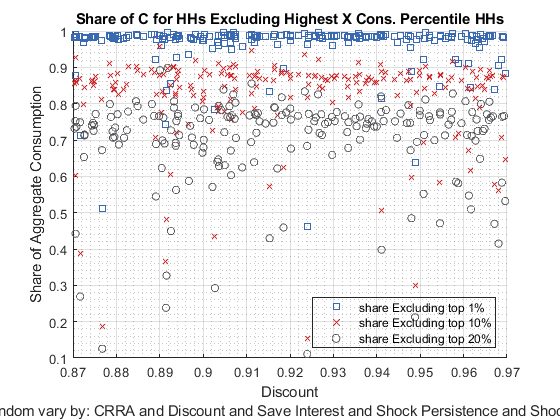 Share of C for HHs Excluding Highest X Cons. Percentile HHs
Share of Aggregate Consumption
1
0.9
0.8
0.7
0.6
0.5
0.4
0.3
0.2
0.1
share Excluding top 1%
share Excluding top 10%
share Excluding top 20%
0.87 0.88 0.89 0.9 0.91 0.92 0.93 0.94 0.95 0.96 0.97
Discount
vary by: CRRA and Discount and Save Interest and Shock Persistence and